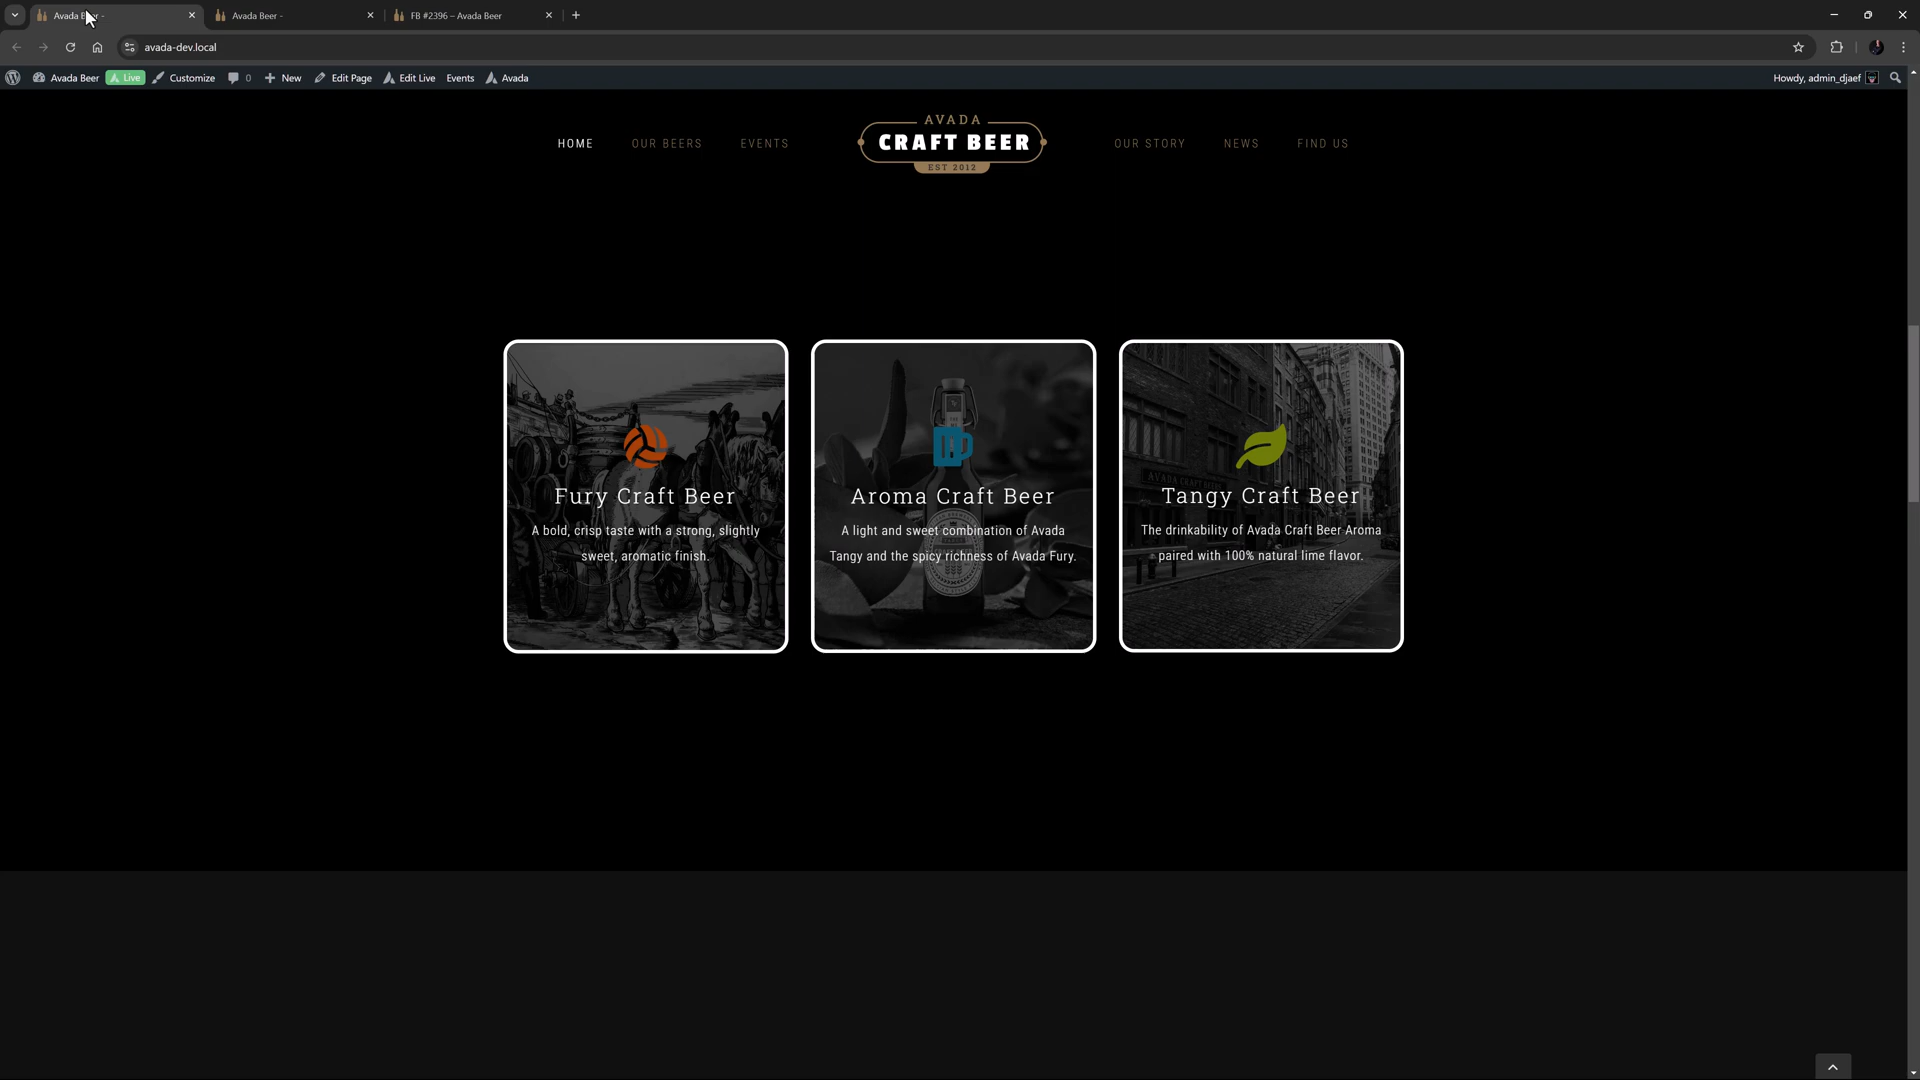 Avada Beer -
Avada Beer -
FB #2396 – Avada Beer
avada-dev.local
Avada Beer
Live
Customize
0
New
Edit Page
Edit Live
Events
Avada
Howdy, admin_djaef
HOME
OUR BEERS
EVENTS
AVADA
CRAFT BEER
EST 2012
OUR STORY
NEWS
FIND US
Fury Craft Beer
A bold, crisp taste with a strong, slightly
sweet, aromatic finish.
Aroma Craft Beer
A light and sweet combination of Avada
Tangy and the spicy richness of Avada Fury.
AVADA CRAFT BEER
Tangy Craft Beer
The drinkability of Avada Craft Beer Aroma
paired with 100% natural lime flavor.